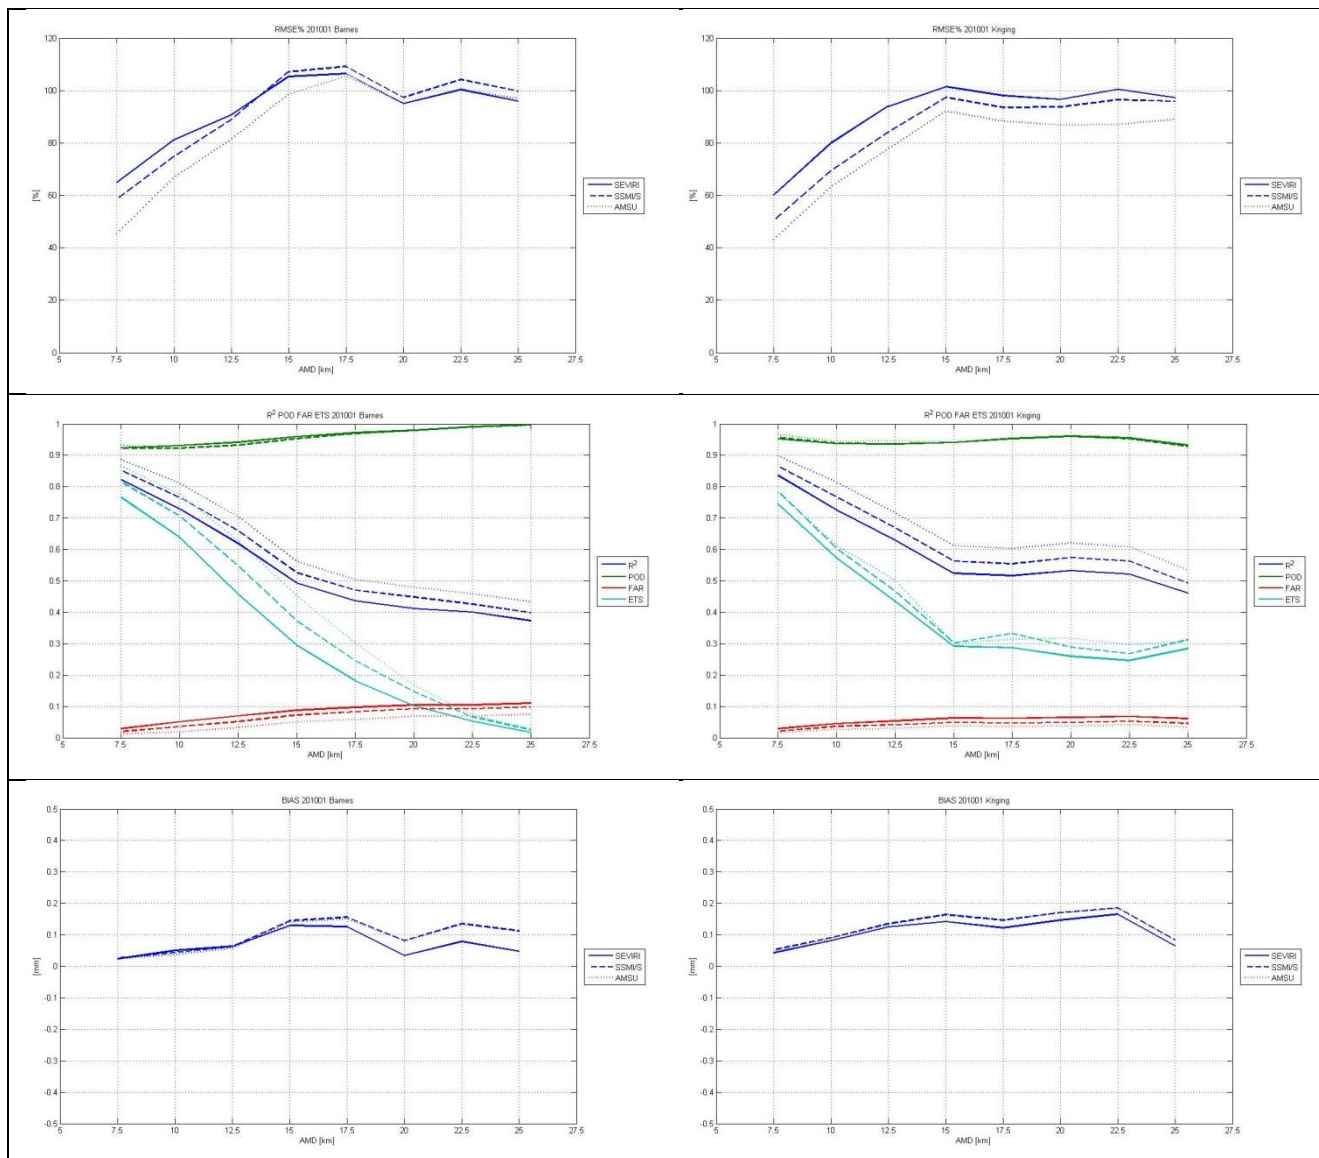 RMSE% 201001 Barnes
120
100
80
60
40
20
0
[%]
5 7.5 10 12.5 15 17.5 20 22.5 25 27.5
AMD [km]
SEVIRI
SSMI/S
AMSU
RMSE% 201001 Kriging
120
100
80
60
40
20
0
[%]
5 7.5 10 12.5 15 17.5 20 22.5 25 27.5
AMD [km]
SEVIRI
SSMI/S
AMSU
R² POD FAR ETS 201001 Barnes
1
0.9
0.8
0.7
0.6
0.5
0.4
0.3
0.2
0.1
0
5 7.5 10 12.5 15 17.5 20 22.5 25 27.5
AMD [km]
R²
POD
FAR
ETS
R² POD FAR ETS 201001 Kriging
1
0.9
0.8
0.7
0.6
0.5
0.4
0.3
0.2
0.1
0
5 7.5 10 12.5 15 17.5 20 22.5 25 27.5
AMD [km]
R²
POD
FAR
ETS
BIAS 201001 Barnes
0.5
0.4
0.3
0.2
0.1
0
-0.1
-0.2
-0.3
-0.4
-0.5
[mm]
5 7.5 10 12.5 15 17.5 20 22.5 25 27.5
AMD [km]
SEVIRI
SSMI/S
AMSU
BIAS 201001 Kriging
0.5
0.4
0.3
0.2
0.1
0
-0.1
-0.2
-0.3
-0.4
-0.5
[mm]
5 7.5 10 12.5 15 17.5 20 22.5 25 27.5
AMD [km]
SEVIRI
SSMI/S
AMSU